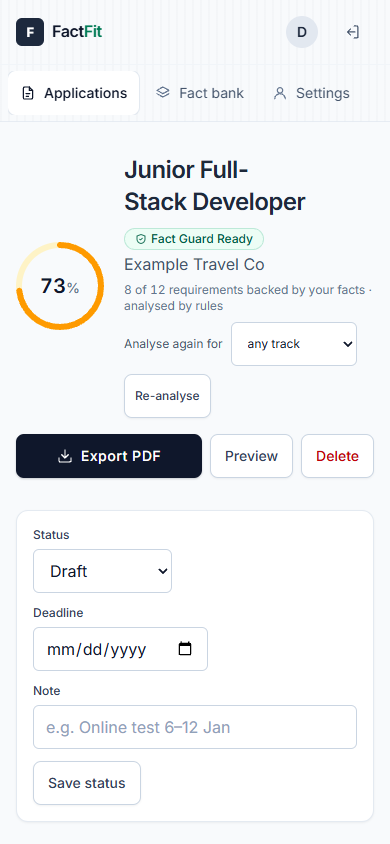 F FactFit D
Applications Fact bank Settings
Junior Full-
Stack Developer
Fact Guard Ready
Example Travel Co
73%
8 of 12 requirements backed by your facts ·
analysed by rules
Analyse again for any track
Re-analyse
Export PDF Preview Delete
Status
Draft
Deadline
mm/dd/yyyy
Note
e.g. Online test 6–12 Jan
Save status